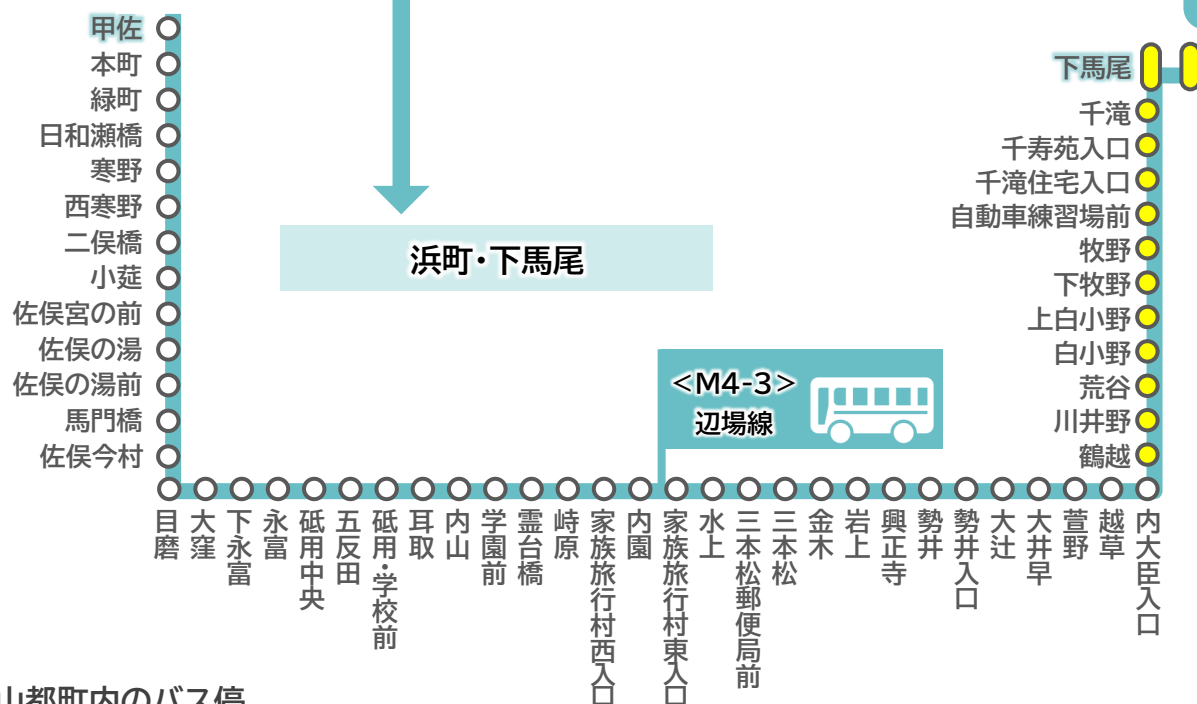 甲佐
本町
緑町
日和瀬橋
寒野
西寒野
二俣橋
小莚
佐俣宮の前
佐俣の湯
佐俣の湯前
馬門橋
佐俣今村
浜町・下馬尾
<M4-3>
辺場線
下馬尾
千滝
千寿苑入口
千滝住宅入口
自動車練習場前
牧野
下牧野
上白小野
白小野
荒谷
川井野
鶴越
目磨
大窪
下永富
永富
砥用中央
五反田
砥用・学校前
耳取
内山
学園前
霊台橋
峙原
家族旅行村西入口
内園
家族旅行村東入口
水上
三本松郵便局前
三本松
金木
岩上
興正寺
勢井
勢井入口
大辻
大井早
萱野
越草
内大臣入口
山都町内のバス停